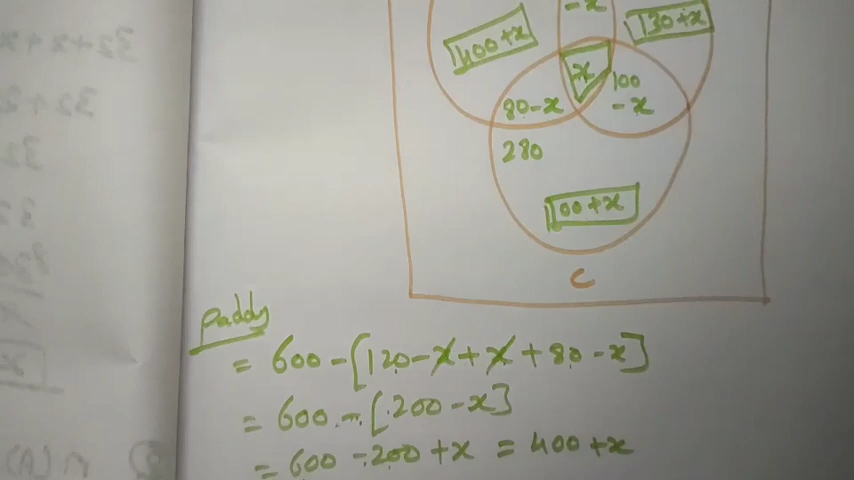 - x
400+x
130+x
x
100
- x
80-x
280
100+x
C
paddy
= 600 - [120 - x + x + 80 - x]
= 600 - [200 - x]
= 600 - 200 + x = 400 + x